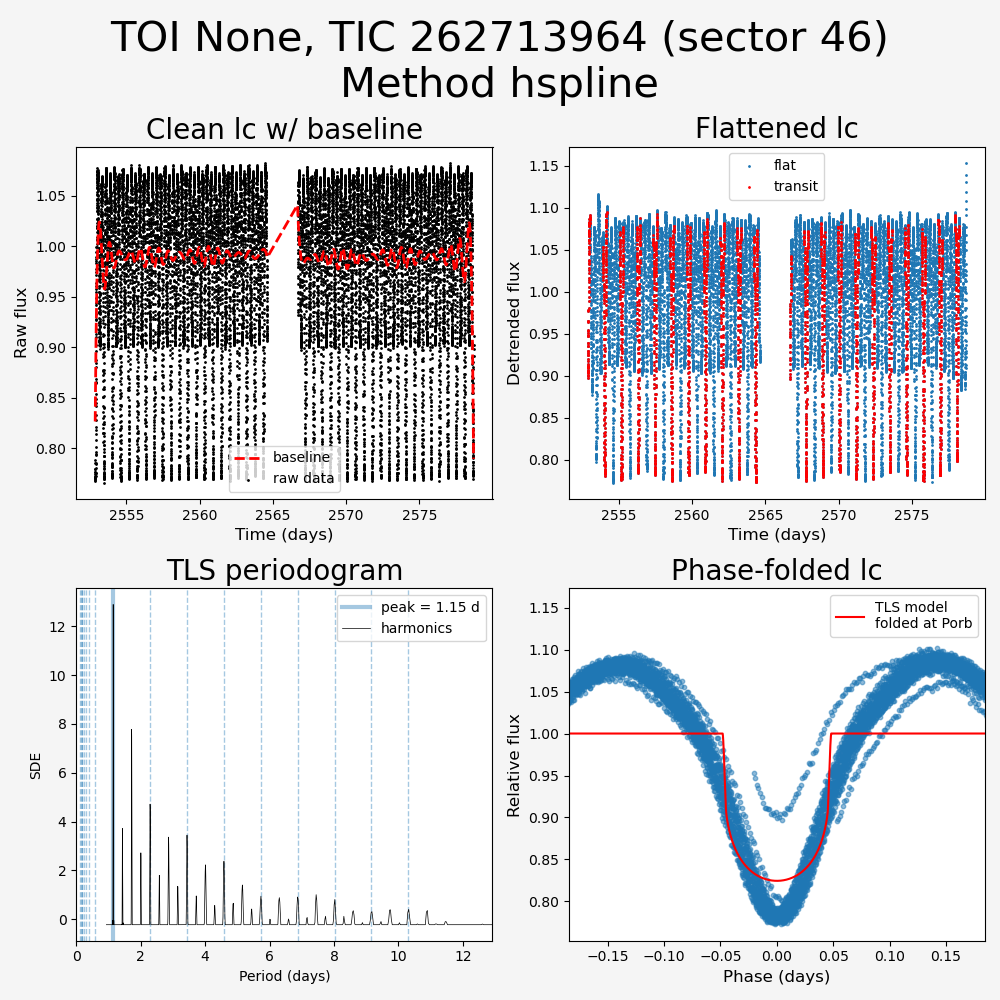 TOI None, TIC 262713964 (sector 46)
Method hspline
Clean lc w/ baseline
Flattened lc
Raw flux
1.05
1.00
0.95
0.90
0.85
0.80
baseline
raw data
2555
2560
2565
2570
2575
Time (days)
Detrended flux
1.15
1.10
1.05
1.00
0.95
0.90
0.85
0.80
flat
transit
2555
2560
2565
2570
2575
Time (days)
TLS periodogram
Phase-folded lc
SDE
12
10
8
6
4
2
0
peak = 1.15 d
harmonics
0
2
4
6
8
10
12
Period (days)
Relative flux
1.15
1.10
1.05
1.00
0.95
0.90
0.85
0.80
TLS model
folded at Porb
−0.15
−0.10
−0.05
0.00
0.05
0.10
0.15
Phase (days)